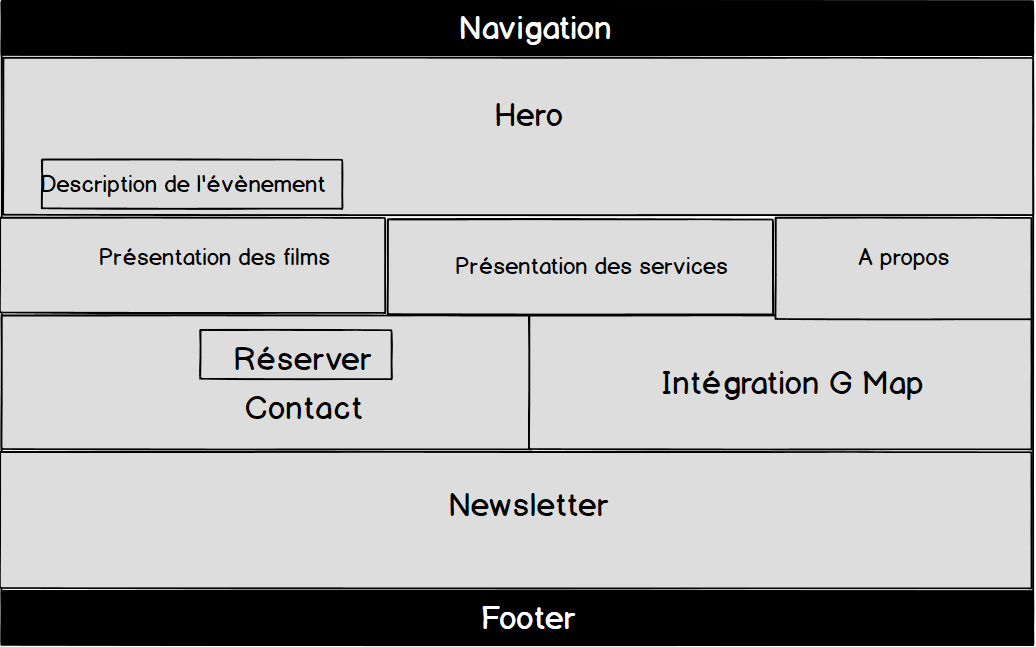 Navigation
Hero
Description de l'évènement
Présentation des films
Présentation des services
A propos
Réserver
Contact
Intégration G Map
Newsletter
Footer